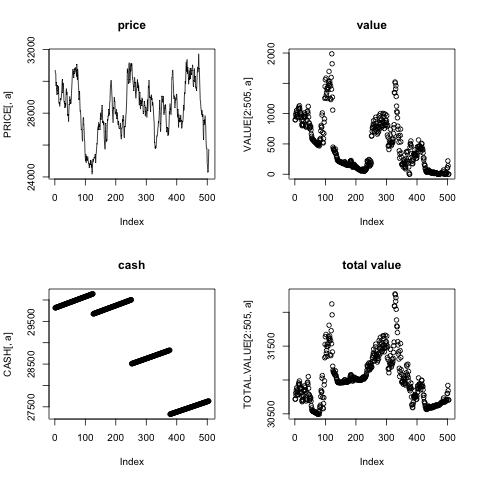 price
PRICE[, a]
24000 28000 32000
0 100 200 300 400 500
Index
value
VALUE[2:505, a]
0 500 1000 2000
0 100 200 300 400 500
Index
cash
CASH[, a]
27500 28500 29500
0 100 200 300 400 500
Index
total value
TOTAL.VALUE[2:505, a]
30500 31500
0 100 200 300 400 500
Index